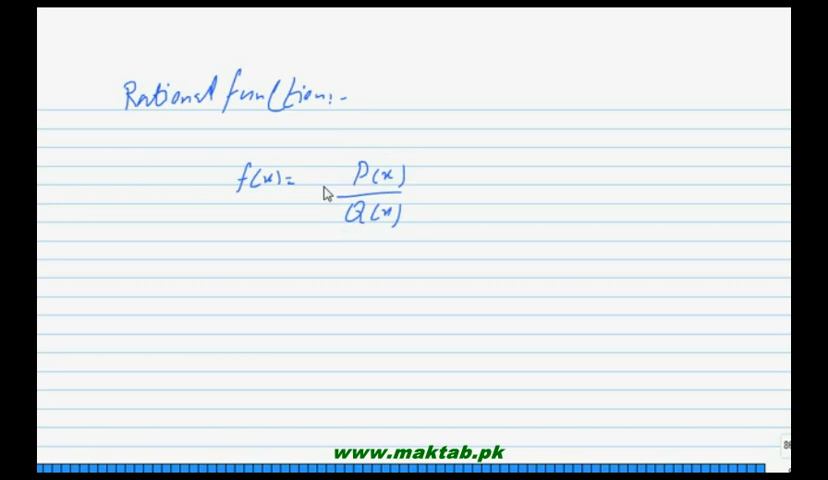 Rational function:-
f(x)= P(x)
Q(x)
www.maktab.pk